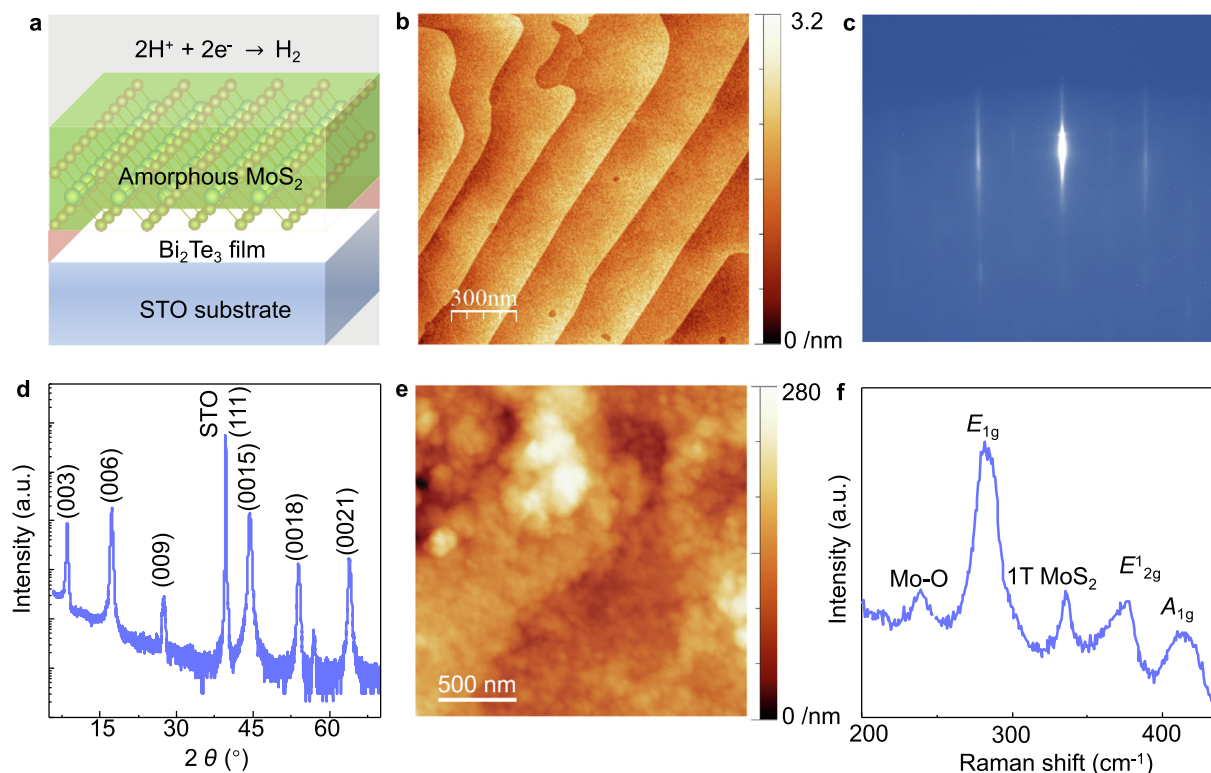 a
2H⁺ + 2e⁻ → H₂
Amorphous MoS₂
Bi₂Te₃ film
STO substrate
b
300nm
3.2
0 /nm
c
d
Intensity (a.u.)
(003)
(006)
(009)
STO
(111)
(0015)
(0018)
(0021)
15
30
45
60
2 θ (°)
e
500 nm
280
0 /nm
f
Intensity (a.u.)
Mo-O
E₁g
1T MoS₂
E¹₂g
A₁g
200
300
400
Raman shift (cm⁻¹)